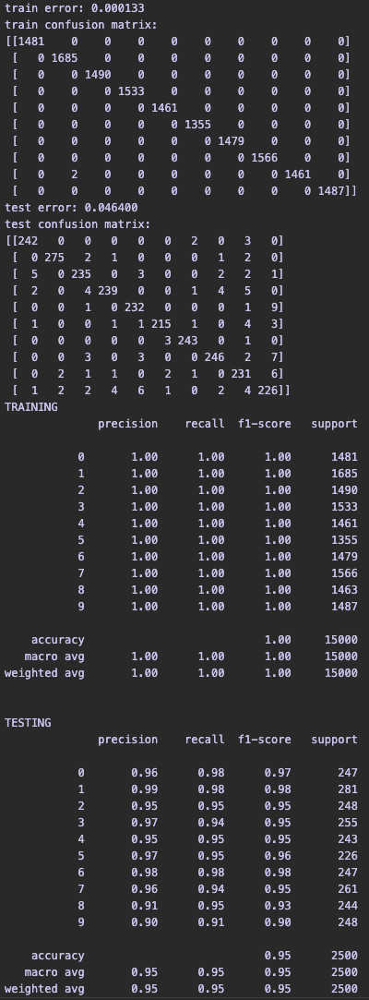 train error: 0.000133
train confusion matrix:
[[1481    0    0    0    0    0    0    0    0    0]
 [   0 1685    0    0    0    0    0    0    0    0]
 [   0    0 1490    0    0    0    0    0    0    0]
 [   0    0    0 1533    0    0    0    0    0    0]
 [   0    0    0    0 1461    0    0    0    0    0]
 [   0    0    0    0    0 1355    0    0    0    0]
 [   0    0    0    0    0    0 1479    0    0    0]
 [   0    0    0    0    0    0    0 1566    0    0]
 [   0    2    0    0    0    0    0    0 1461    0]
 [   0    0    0    0    0    0    0    0    0 1487]]
test error: 0.046400
test confusion matrix:
[[242   0   0   0   0   0   2   0   3   0]
 [  0 275   2   1   0   0   0   1   2   0]
 [  5   0 235   0   3   0   0   2   2   1]
 [  2   0   4 239   0   0   1   4   5   0]
 [  0   0   1   0 232   0   0   0   1   9]
 [  1   0   0   1   1 215   1   0   4   3]
 [  0   0   0   0   0   3 243   0   1   0]
 [  0   0   3   0   3   0   0 246   2   7]
 [  0   2   1   1   0   2   1   0 231   6]
 [  1   2   2   4   6   1   0   2   4 226]]
TRAINING
              precision    recall  f1-score   support
           0       1.00      1.00      1.00      1481
           1       1.00      1.00      1.00      1685
           2       1.00      1.00      1.00      1490
           3       1.00      1.00      1.00      1533
           4       1.00      1.00      1.00      1461
           5       1.00      1.00      1.00      1355
           6       1.00      1.00      1.00      1479
           7       1.00      1.00      1.00      1566
           8       1.00      1.00      1.00      1463
           9       1.00      1.00      1.00      1487
    accuracy                           1.00     15000
   macro avg       1.00      1.00      1.00     15000
weighted avg       1.00      1.00      1.00     15000
TESTING
              precision    recall  f1-score   support
           0       0.96      0.98      0.97       247
           1       0.99      0.98      0.98       281
           2       0.95      0.95      0.95       248
           3       0.97      0.94      0.95       255
           4       0.95      0.95      0.95       243
           5       0.97      0.95      0.96       226
           6       0.98      0.98      0.98       247
           7       0.96      0.94      0.95       261
           8       0.91      0.95      0.93       244
           9       0.90      0.91      0.90       248
    accuracy                           0.95      2500
   macro avg       0.95      0.95      0.95      2500
weighted avg       0.95      0.95      0.95      2500